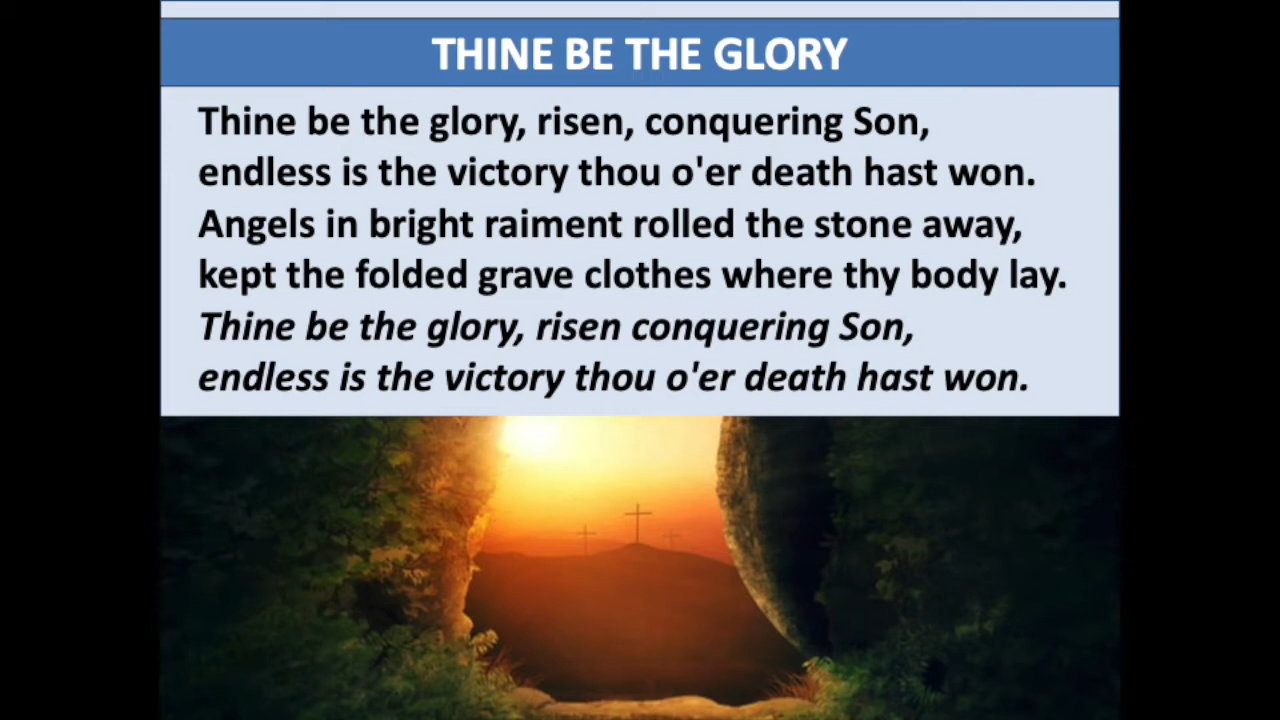 THINE BE THE GLORY
Thine be the glory, risen, conquering Son,
endless is the victory thou o'er death hast won.
Angels in bright raiment rolled the stone away,
kept the folded grave clothes where thy body lay.
Thine be the glory, risen conquering Son,
endless is the victory thou o'er death hast won.